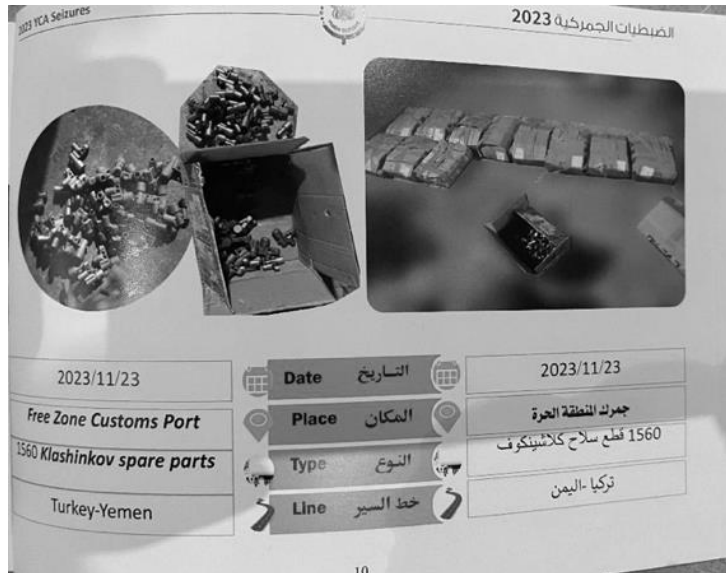 2023 YCA Seizures
الضبطيات الجمركية 2023
2023/11/23
Date التاريخ
2023/11/23
Free Zone Customs Port
Place المكان
جمرك المنطقة الحرة
1560 Klashinkov spare parts
Type النوع
1560 قطع سلاح كلاشينكوف
Turkey-Yemen
Line خط السير
تركيا -اليمن
10